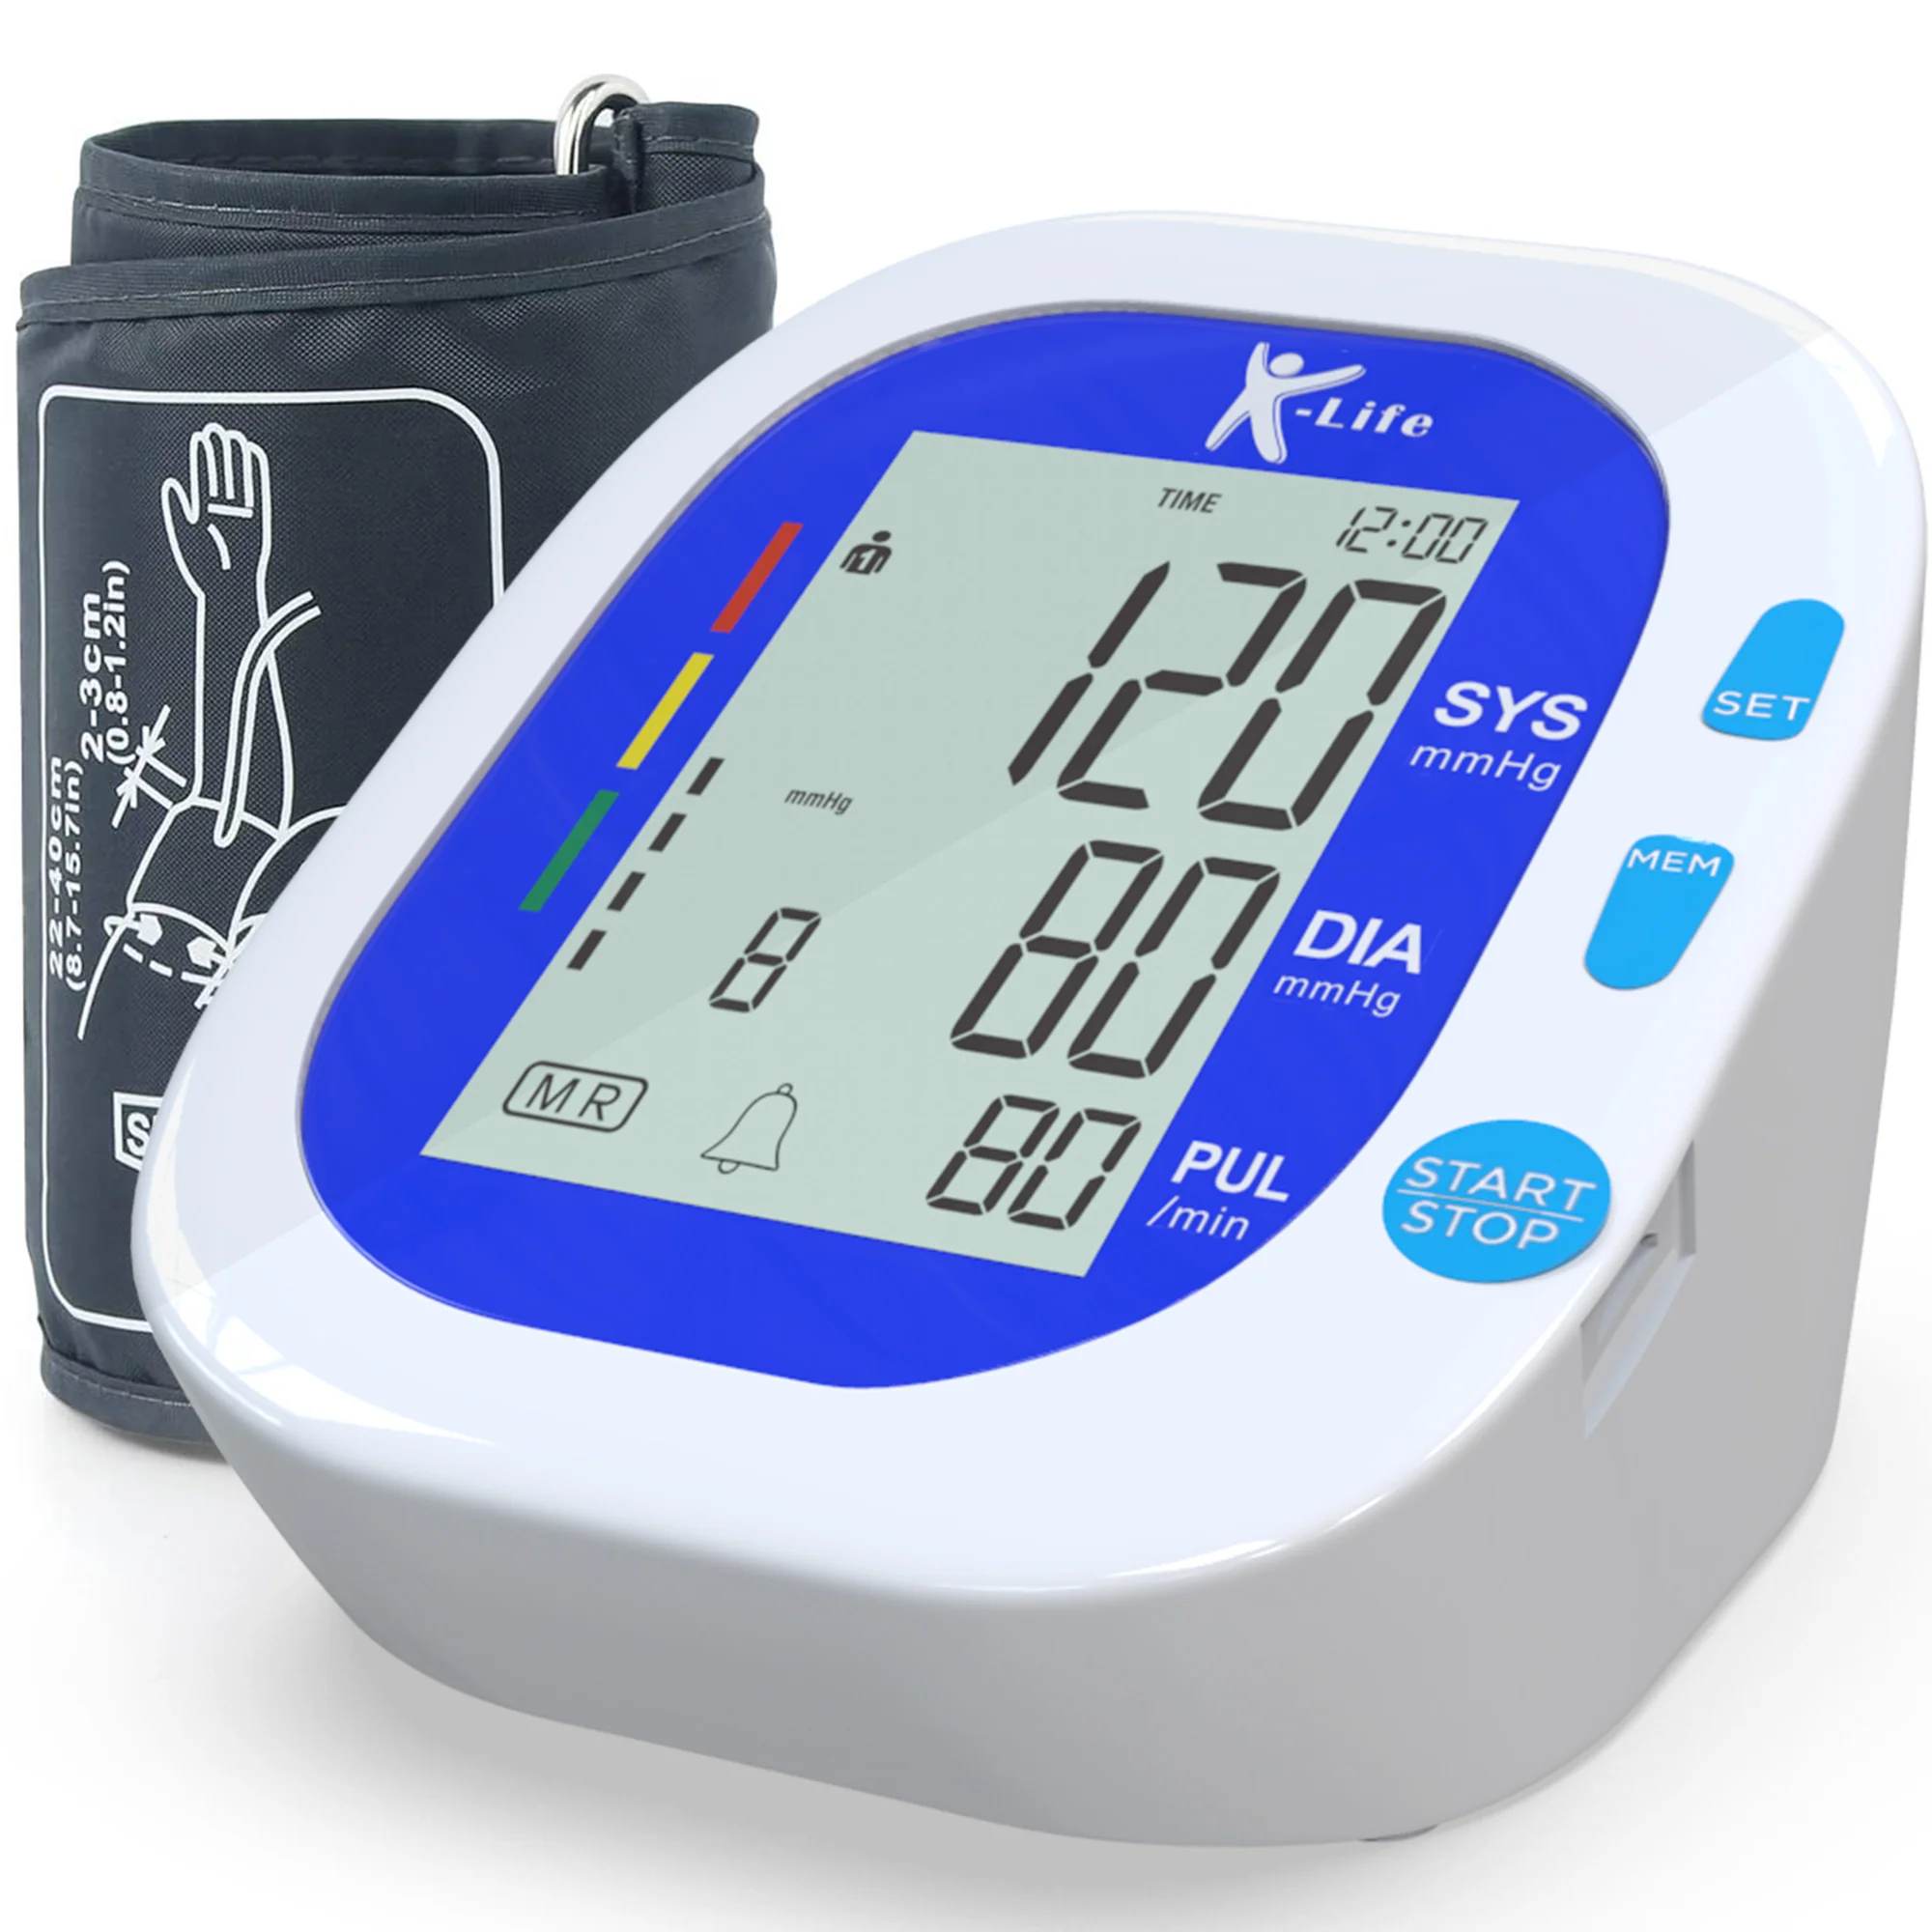 K-Life
TIME 12:00
1
120
SYS
mmHg
mmHg
8
80
DIA
mmHg
MR
80
PUL
/min
SET
MEM
START
STOP
2-3cm
(0.8-1.2in)
22-40cm
(8.7-15.7in)